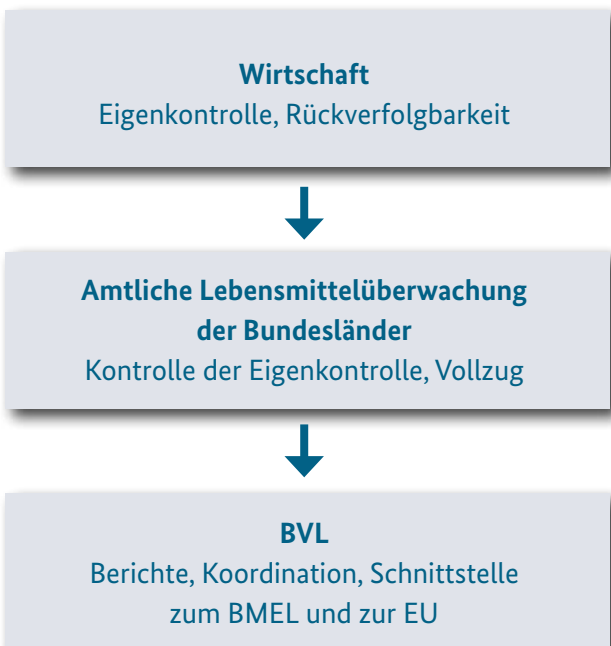 Wirtschaft
Eigenkontrolle, Rückverfolgbarkeit
Amtliche Lebensmittelüberwachung
der Bundesländer
Kontrolle der Eigenkontrolle, Vollzug
BVL
Berichte, Koordination, Schnittstelle
zum BMEL und zur EU